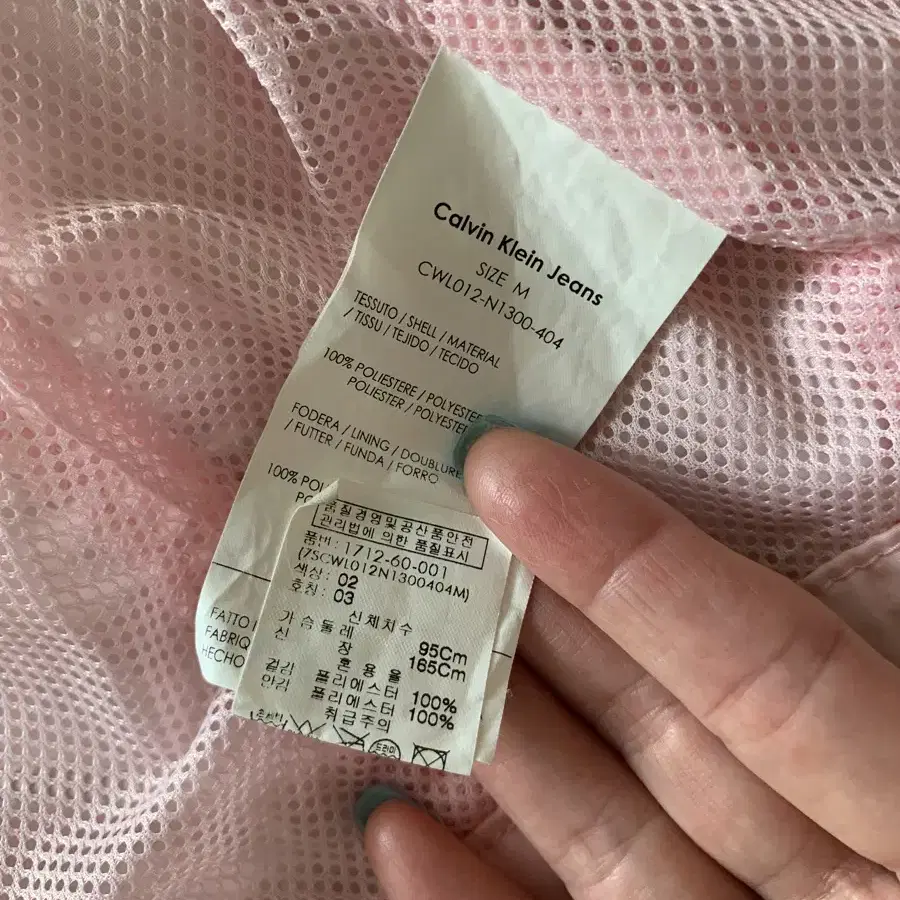 Calvin Klein Jeans
SIZE M
CWL012-N1300-404
TESSUTO / SHELL / MATERIAL
/ TISSU / TEJIDO / TECIDO
100% POLIESTERE / POLYESTER
POLIESTER / POLYESTER
FODERA / LINING / DOUBLURE
/ FUTTER / FUNDA / FORRO
100%
FATTO
HECHO
품질경영및공산품안전
관리법에 의한 품질표시
품번: 1712-60-001
(7SCWL012N1300404M)
색상: 02
호칭: 03
신체치수
가슴둘레 95Cm
신 장 165Cm
혼 용 율
겉감 폴리에스터 100%
안감 폴리에스터 100%
취급주의